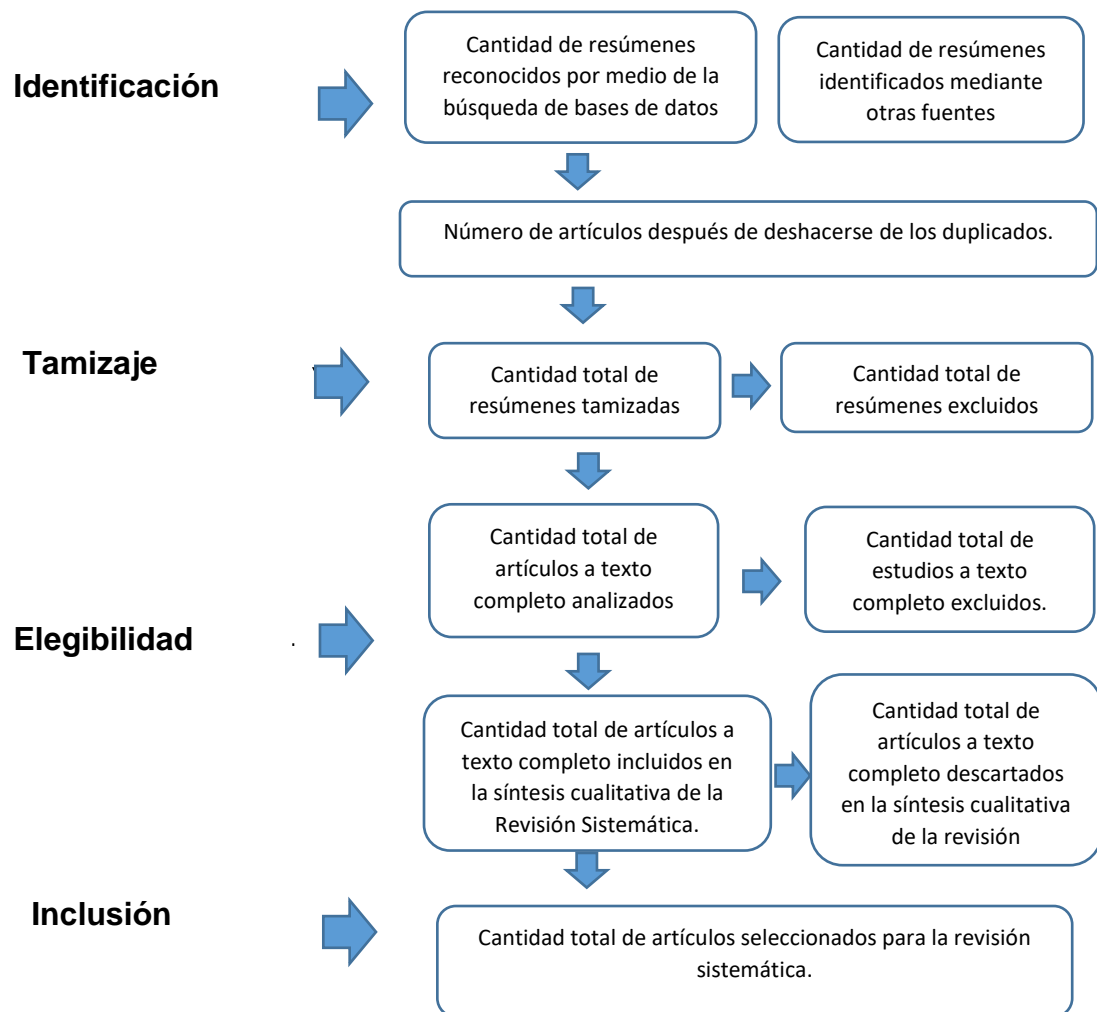 Identificación
Cantidad de resúmenes
reconocidos por medio de la
búsqueda de bases de datos
Cantidad de resúmenes
identificados mediante
otras fuentes
Número de artículos después de deshacerse de los duplicados.
Tamizaje
Cantidad total de
resúmenes tamizadas
Cantidad total de
resúmenes excluidos
Elegibilidad
.
Cantidad total de
artículos a texto
completo analizados
Cantidad total de
estudios a texto
completo excluidos.
Cantidad total de artículos a
texto completo incluidos en
la síntesis cualitativa de la
Revisión Sistemática.
Cantidad total de
artículos a texto
completo descartados
en la síntesis cualitativa
de la revisión
Inclusión
Cantidad total de artículos seleccionados para la revisión
sistemática.